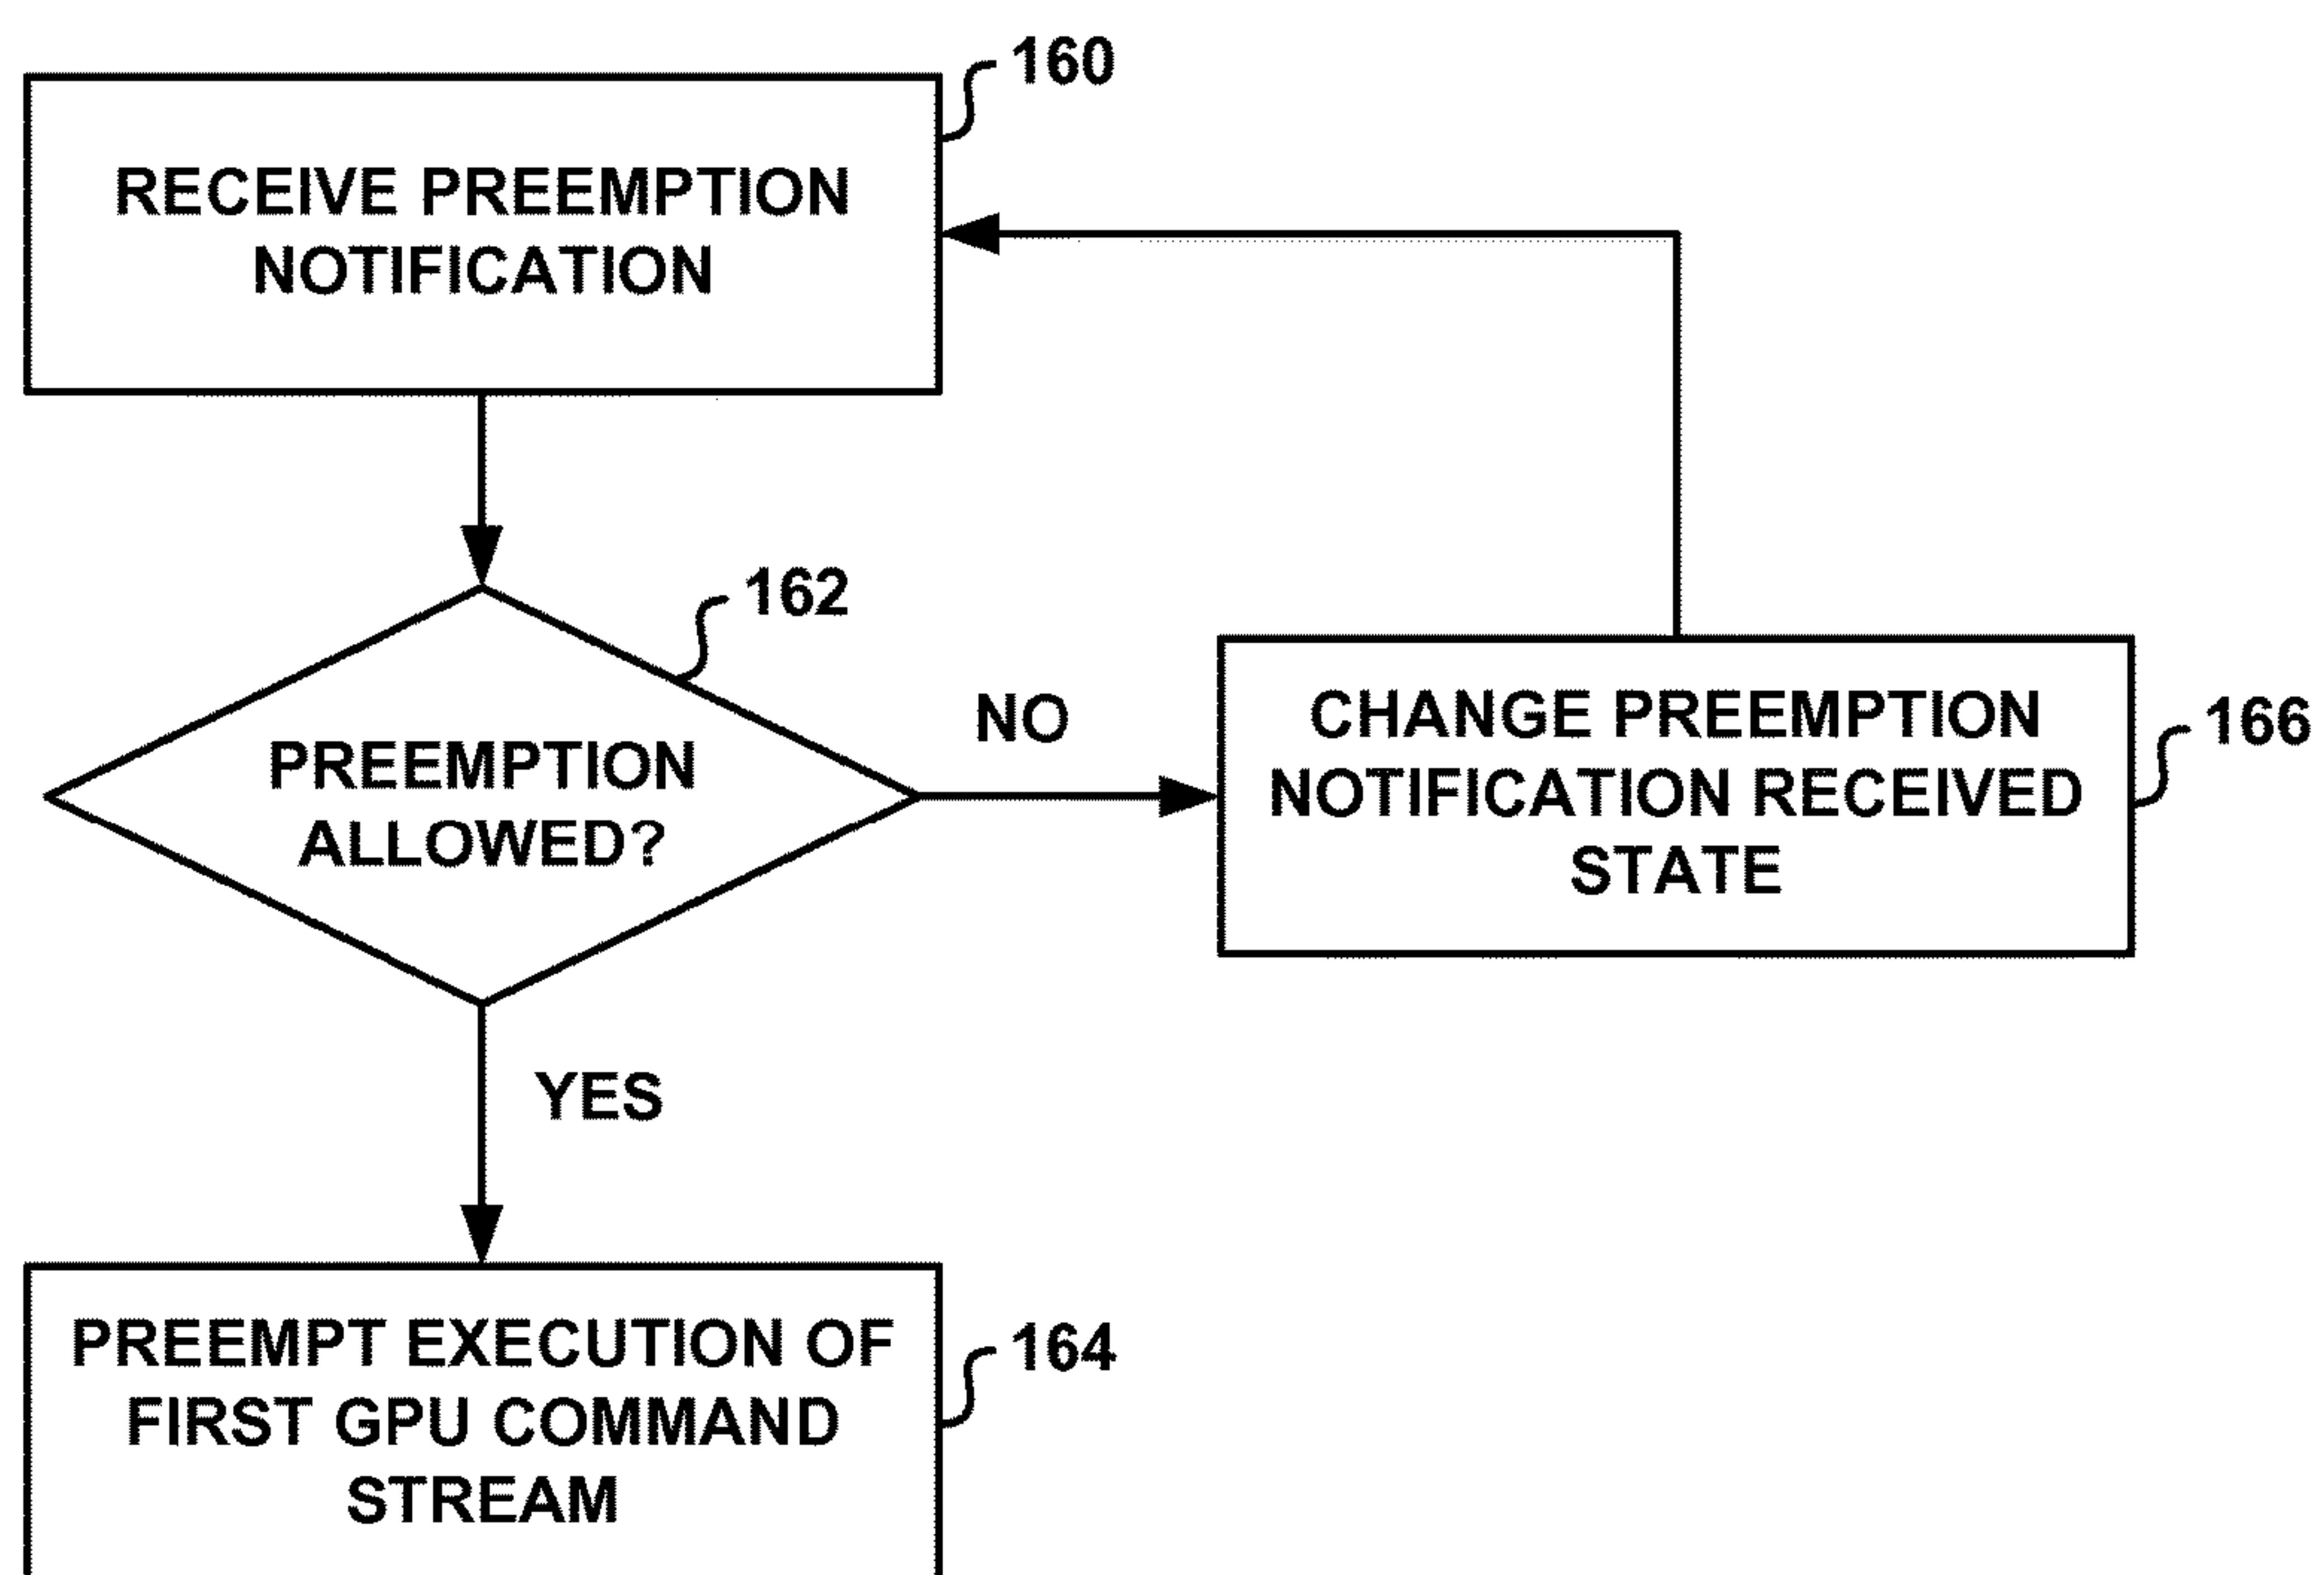 160
RECEIVE PREEMPTION
NOTIFICATION
162
PREEMPTION
ALLOWED?
NO
CHANGE PREEMPTION
NOTIFICATION RECEIVED
STATE
166
YES
PREEMPT EXECUTION OF
FIRST GPU COMMAND
STREAM
164